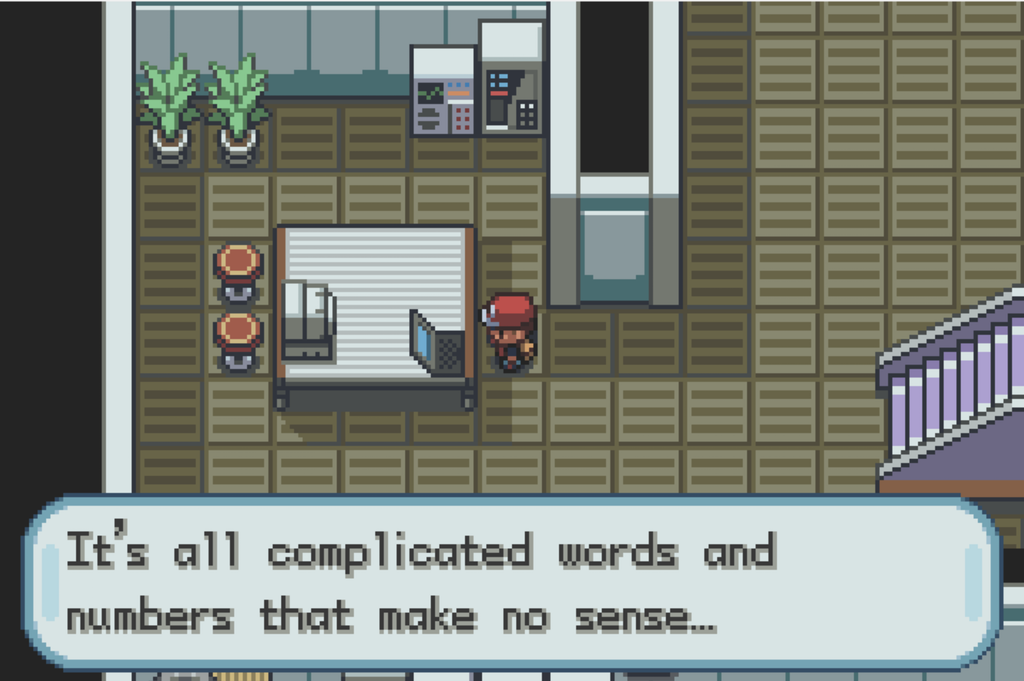 It's all complicated words and
numbers that make no sense…